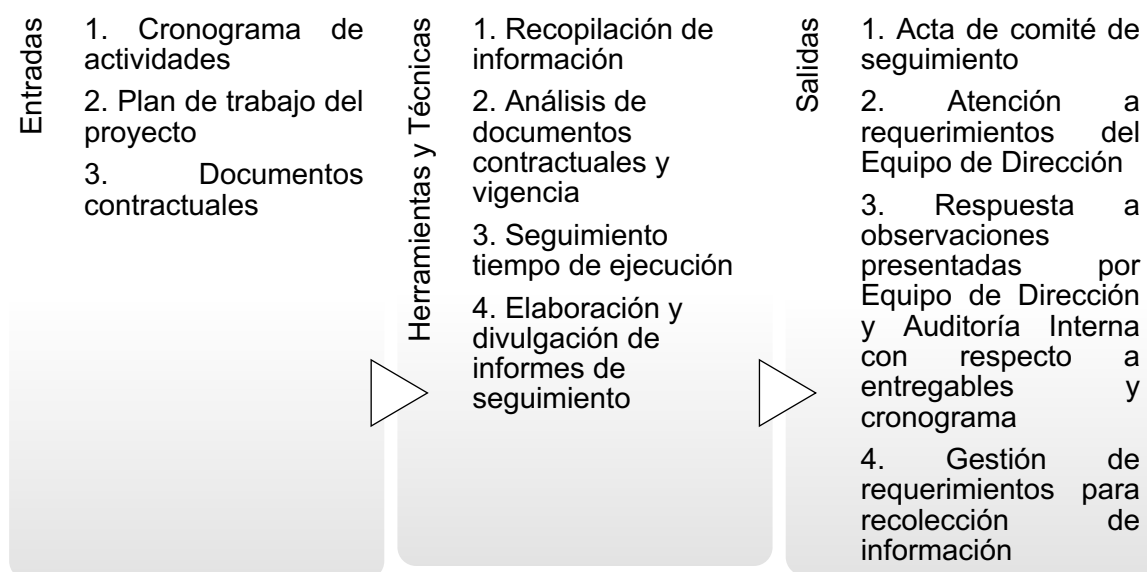 Entradas
1. Cronograma de
actividades
2. Plan de trabajo del
proyecto
3. Documentos
contractuales
Herramientas y Técnicas
1. Recopilación de
información
2. Análisis de
documentos
contractuales y
vigencia
3. Seguimiento
tiempo de ejecución
4. Elaboración y
divulgación de
informes de
seguimiento
Salidas
1. Acta de comité de
seguimiento
2. Atención a
requerimientos del
Equipo de Dirección
3. Respuesta a
observaciones
presentadas por
Equipo de Dirección
y Auditoría Interna
con respecto a
entregables y
cronograma
4. Gestión de
requerimientos para
recolección de
información